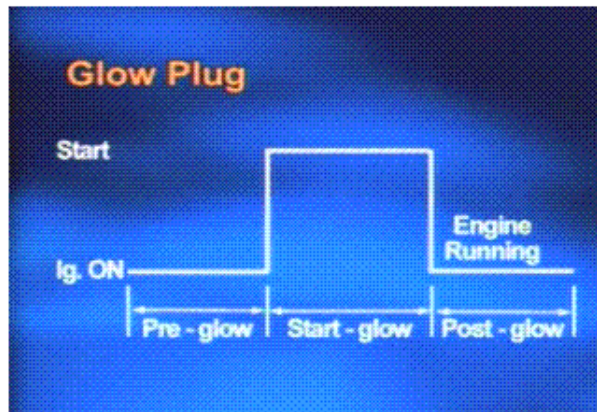 Glow Plug
Start
Engine
Running
Ig. ON
Pre - glow
Start - glow
Post - glow